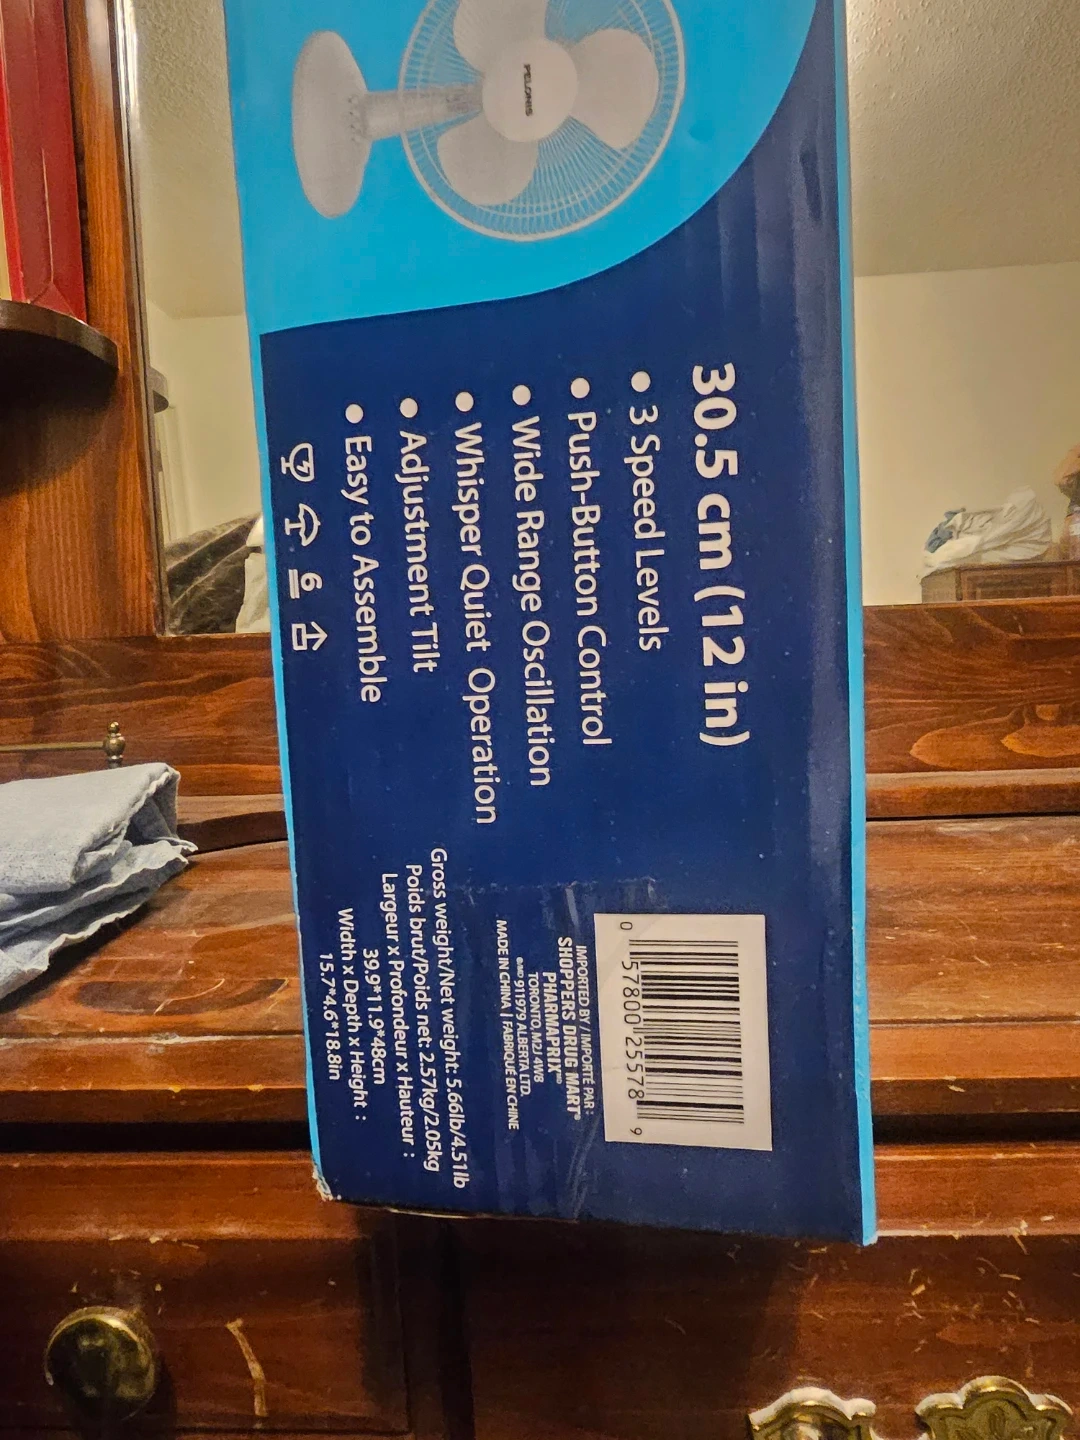 PELONIS
30.5 cm (12 in)
● 3 Speed Levels
● Push-Button Control
● Wide Range Oscillation
● Whisper Quiet Operation
● Adjustment Tilt
● Easy to Assemble
6
0 57800 25578 9
IMPORTED BY / IMPORTÉ PAR :
SHOPPERS DRUG MART®
PHARMAPRIX
TORONTO, M2J 4W8
911979 ALBERTA LTD.
MADE IN CHINA | FABRIQUÉ EN CHINE
Gross weight/Net weight: 5.66lb/4.51lb
Poids brut/Poids net: 2.57kg/2.05kg
Largeur x Profondeur x Hauteur :
39.9*11.9*48cm
Width x Depth x Height :
15.7*4.6*18.8in